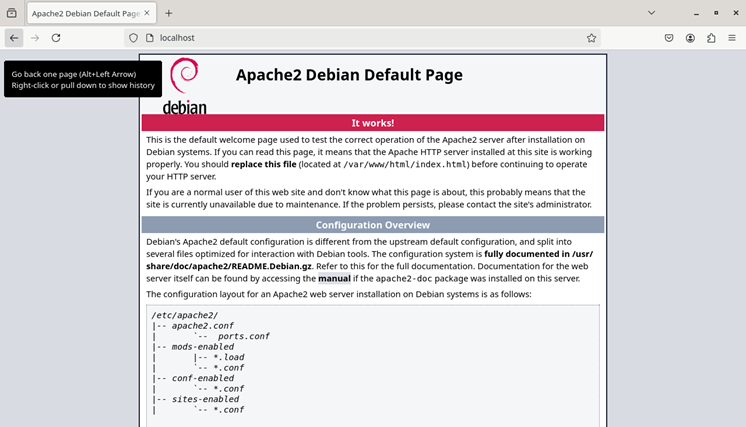 Apache2 Debian Default Page
localhost
Go back one page (Alt+Left Arrow)
Right-click or pull down to show history
debian
Apache2 Debian Default Page
It works!
This is the default welcome page used to test the correct operation of the Apache2 server after installation on
Debian systems. If you can read this page, it means that the Apache HTTP server installed at this site is working
properly. You should replace this file (located at /var/www/html/index.html) before continuing to operate
your HTTP server.
If you are a normal user of this web site and don't know what this page is about, this probably means that the
site is currently unavailable due to maintenance. If the problem persists, please contact the site's administrator.
Configuration Overview
Debian's Apache2 default configuration is different from the upstream default configuration, and split into
several files optimized for interaction with Debian tools. The configuration system is fully documented in /usr/
share/doc/apache2/README.Debian.gz. Refer to this for the full documentation. Documentation for the web
server itself can be found by accessing the manual if the apache2-doc package was installed on this server.
The configuration layout for an Apache2 web server installation on Debian systems is as follows:
/etc/apache2/
|-- apache2.conf
|       `--  ports.conf
|-- mods-enabled
|       |-- *.load
|       `-- *.conf
|-- conf-enabled
|       `-- *.conf
|-- sites-enabled
|       `-- *.conf